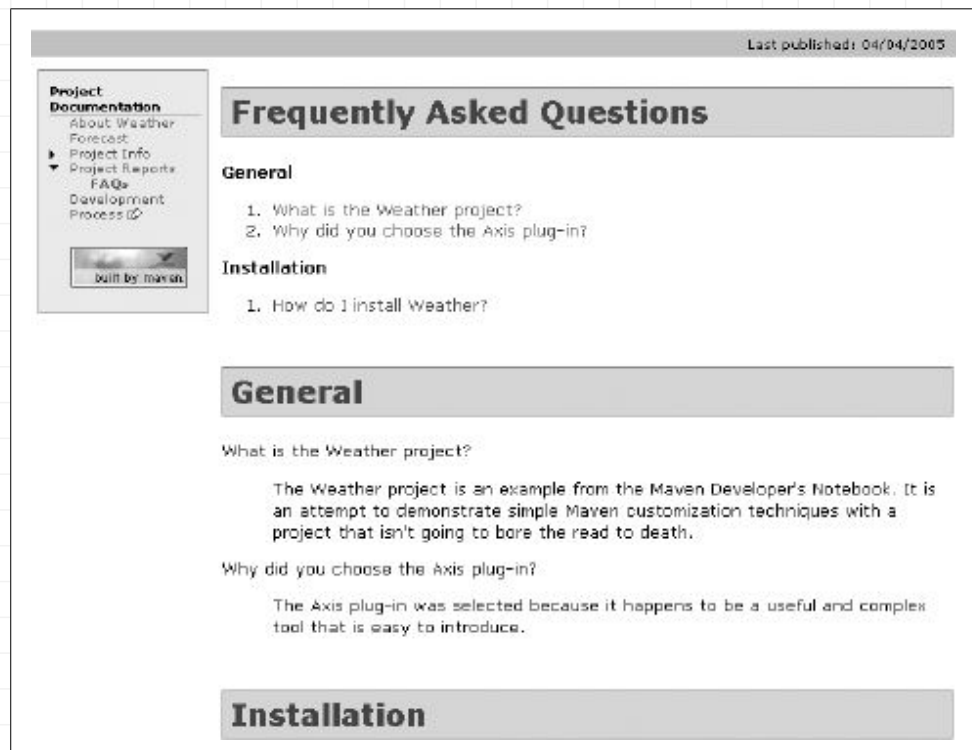 Last published: 04/04/2005
Project
Documentation
About Weather
Forecast
Project Info
Project Reports
FAQs
Development
Process
built by maven
Frequently Asked Questions
General
1. What is the Weather project?
2. Why did you choose the Axis plug-in?
Installation
1. How do I install Weather?
General
What is the Weather project?
The Weather project is an example from the Maven Developer's Notebook. It is
an attempt to demonstrate simple Maven customization techniques with a
project that isn't going to bore the read to death.
Why did you choose the Axis plug-in?
The Axis plug-in was selected because it happens to be a useful and complex
tool that is easy to introduce.
Installation